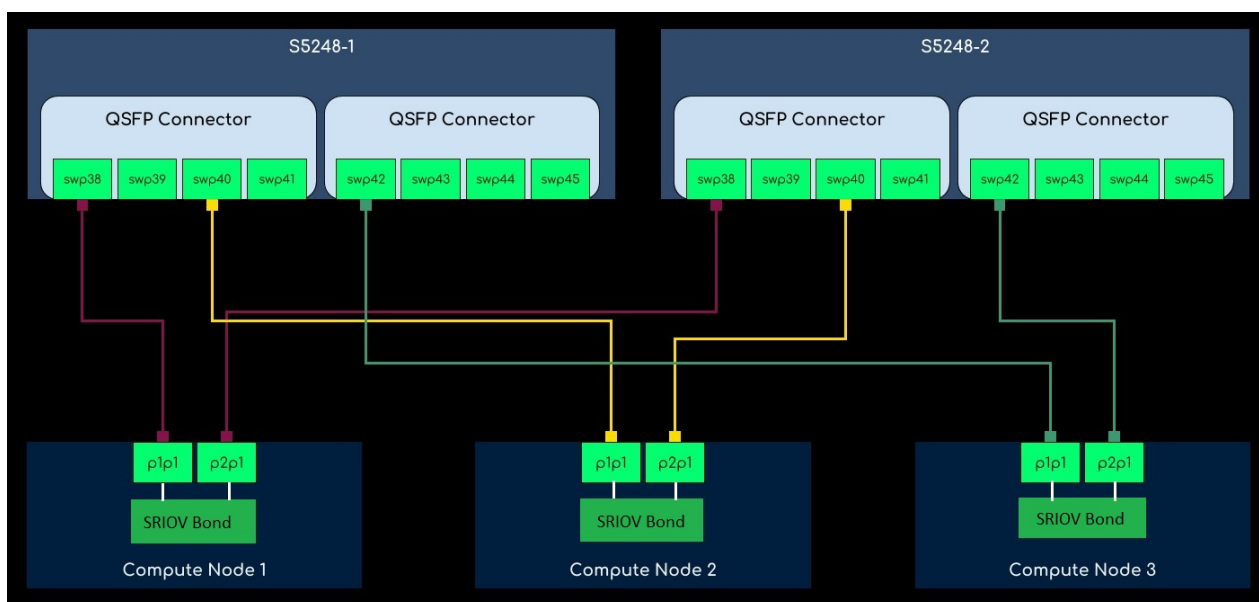 S5248-1
S5248-2
QSFP Connector
QSFP Connector
QSFP Connector
QSFP Connector
swp38
swp39
swp40
swp41
swp42
swp43
swp44
swp45
swp38
swp39
swp40
swp41
swp42
swp43
swp44
swp45
p1p1
p2p1
p1p1
p2p1
p1p1
p2p1
SRIOV Bond
SRIOV Bond
SRIOV Bond
Compute Node 1
Compute Node 2
Compute Node 3